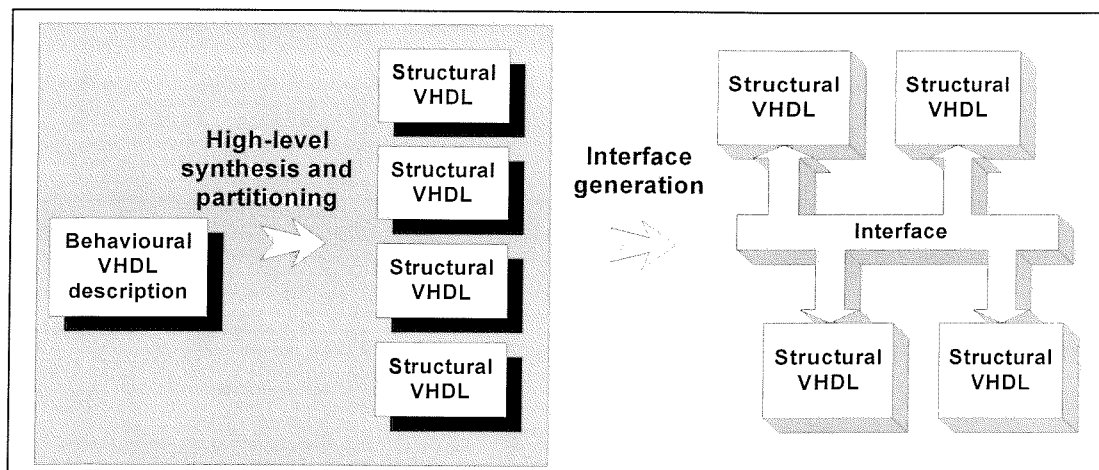 Behavioural
VHDL
description
High-level
synthesis and
partitioning
Structural
VHDL
Structural
VHDL
Structural
VHDL
Structural
VHDL
Interface
generation
Structural
VHDL
Structural
VHDL
Interface
Structural
VHDL
Structural
VHDL